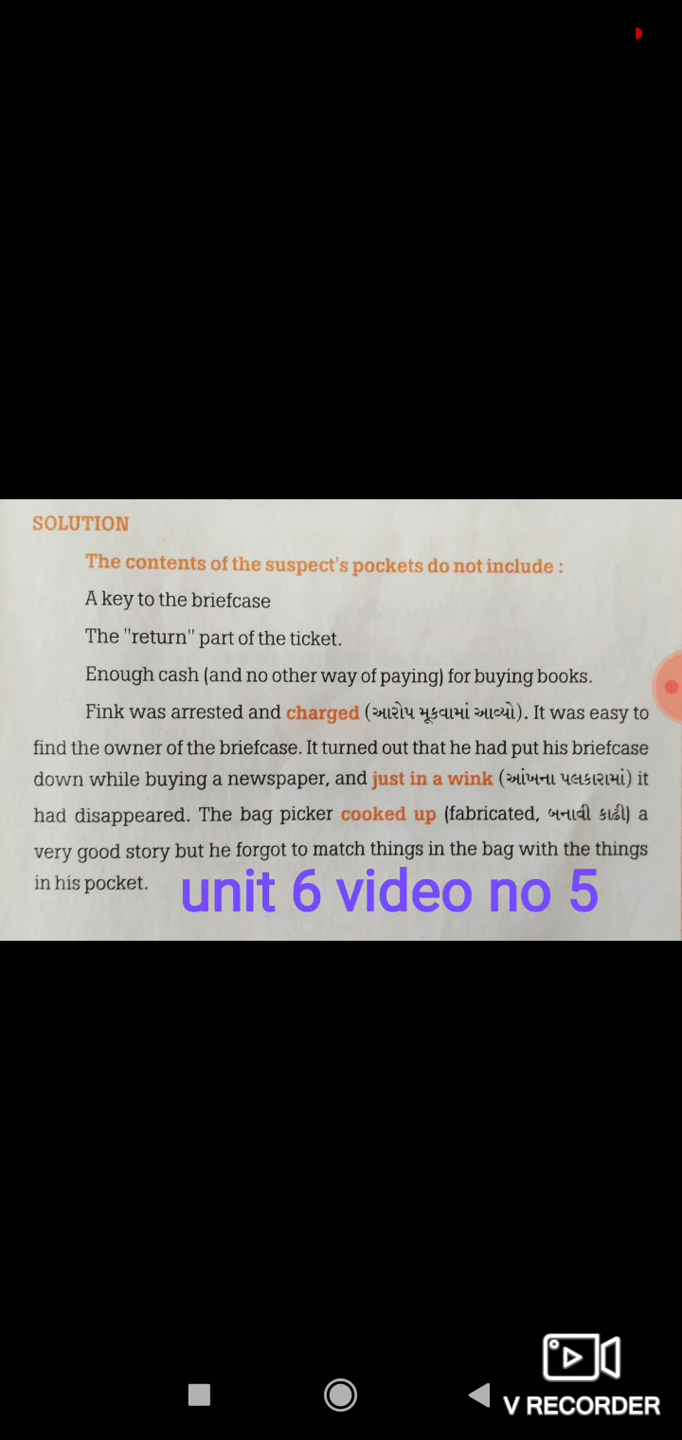 SOLUTION
The contents of the suspect's pockets do not include :
A key to the briefcase
The "return" part of the ticket.
Enough cash (and no other way of paying) for buying books.
Fink was arrested and charged (આરોપ મૂકવામાં આવ્યો). It was easy to
find the owner of the briefcase. It turned out that he had put his briefcase
down while buying a newspaper, and just in a wink (આંખના પલકારામાં) it
had disappeared. The bag picker cooked up (fabricated, બનાવી કાઢી) a
very good story but he forgot to match things in the bag with the things
in his pocket.
unit 6 video no 5
V RECORDER